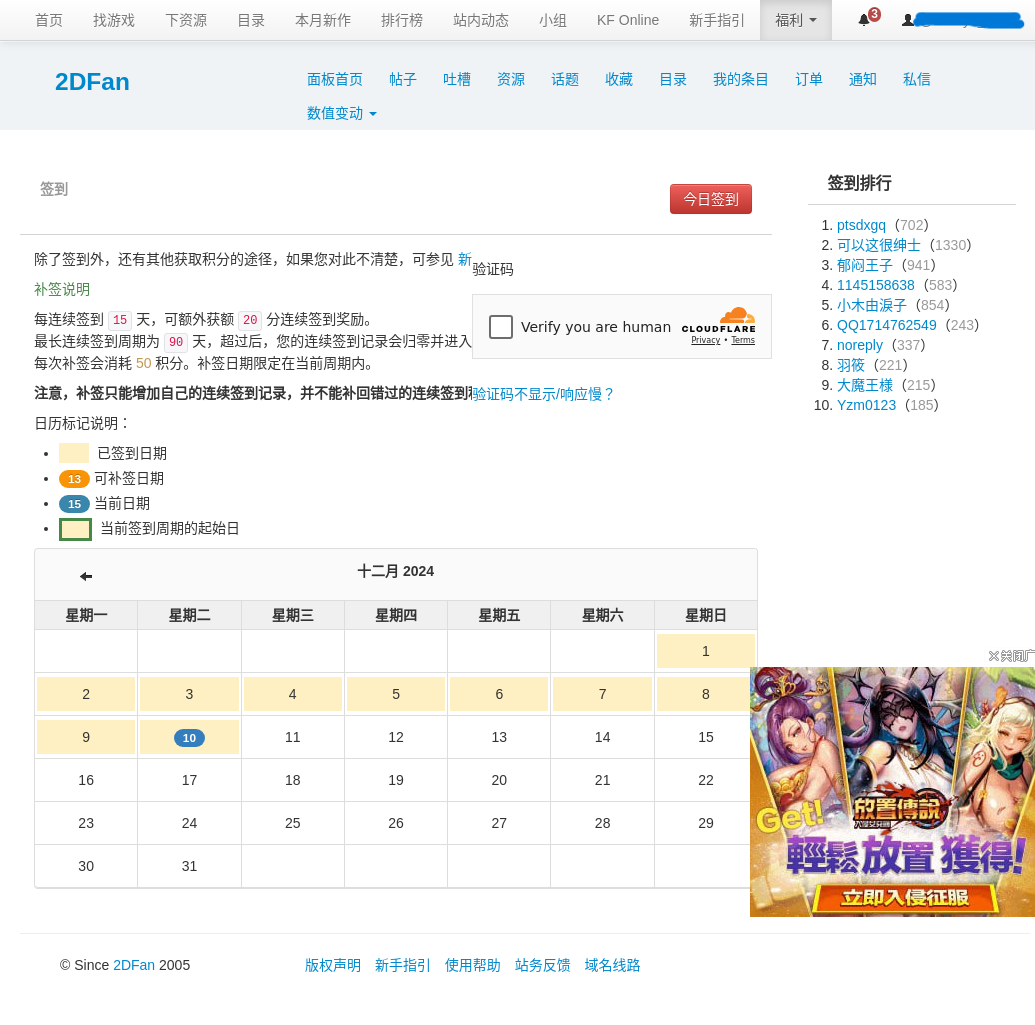 首页 找游戏 下资源 目录 本月新作 排行榜 站内动态 小组 KF Online 新手指引 福利 3
2DFan
面板首页 帖子 吐槽 资源 话题 收藏 目录 我的条目 订单 通知 私信
数值变动
签到
今日签到
除了签到外，还有其他获取积分的途径，如果您对此不清楚，可参见 新
补签说明
每连续签到 15 天，可额外获额 20 分连续签到奖励。
最长连续签到周期为 90 天，超过后，您的连续签到记录会归零并进入
每次补签会消耗 50 积分。补签日期限定在当前周期内。
注意，补签只能增加自己的连续签到记录，并不能补回错过的连续签到
日历标记说明：
已签到日期
13 可补签日期
15 当前日期
当前签到周期的起始日
验证码
Verify you are human
CLOUDFLARE
Privacy • Terms
验证码不显示/响应慢？
十二月 2024
星期一 星期二 星期三 星期四 星期五 星期六 星期日
1
2 3 4 5 6 7 8
9 10 11 12 13 14 15
16 17 18 19 20 21 22
23 24 25 26 27 28 29
30 31
签到排行
1. ptsdxgq（702）
2. 可以这很绅士（1330）
3. 郁闷王子（941）
4. 1145158638（583）
5. 小木由淚子（854）
6. QQ1714762549（243）
7. noreply（337）
8. 羽筱（221）
9. 大魔王様（215）
10. Yzm0123（185）
关闭广
Get!
放置傳說
輕鬆放置 獲得!
立即入侵征服
© Since 2DFan 2005
版权声明 新手指引 使用帮助 站务反馈 域名线路